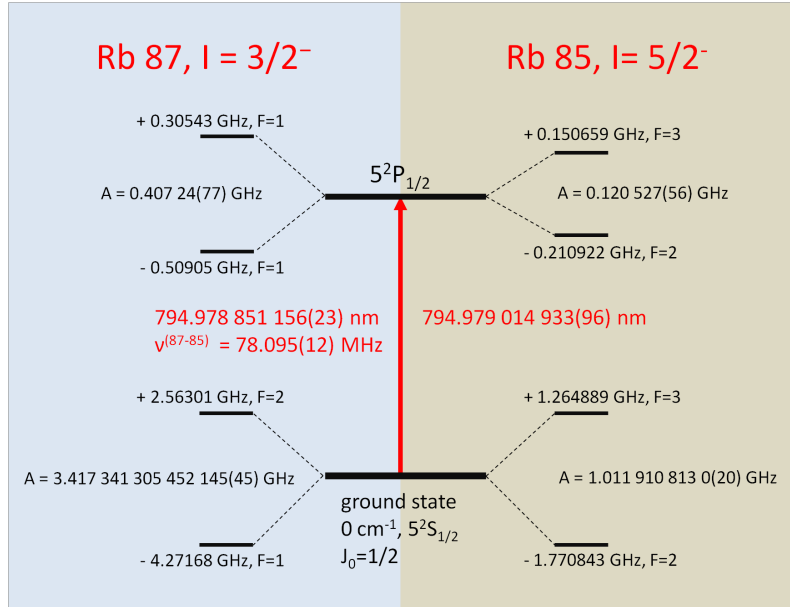 Rb 87, I = 3/2⁻
Rb 85, I= 5/2⁻
+ 0.30543 GHz, F=1
+ 0.150659 GHz, F=3
5²P₁/₂
A = 0.407 24(77) GHz
A = 0.120 527(56) GHz
- 0.50905 GHz, F=1
- 0.210922 GHz, F=2
794.978 851 156(23) nm
794.979 014 933(96) nm
ν⁽⁸⁷⁻⁸⁵⁾ = 78.095(12) MHz
+ 2.56301 GHz, F=2
+ 1.264889 GHz, F=3
A = 3.417 341 305 452 145(45) GHz
A = 1.011 910 813 0(20) GHz
ground state
0 cm⁻¹, 5²S₁/₂
J₀=1/2
- 4.27168 GHz, F=1
- 1.770843 GHz, F=2